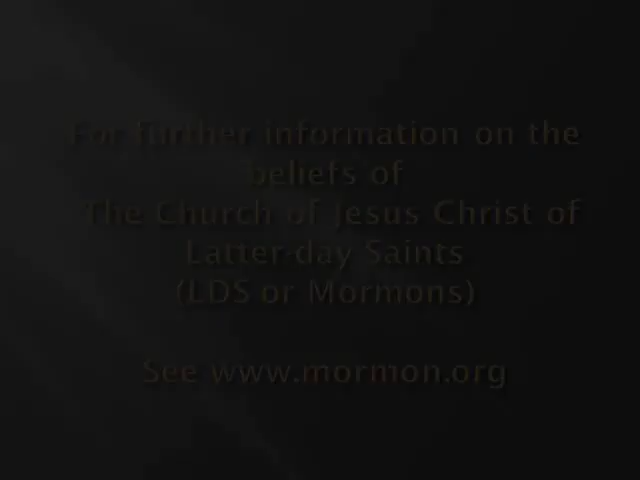 For further information on the
beliefs of
The Church of Jesus Christ of
Latter-day Saints
(LDS or Mormons)
See www.mormon.org